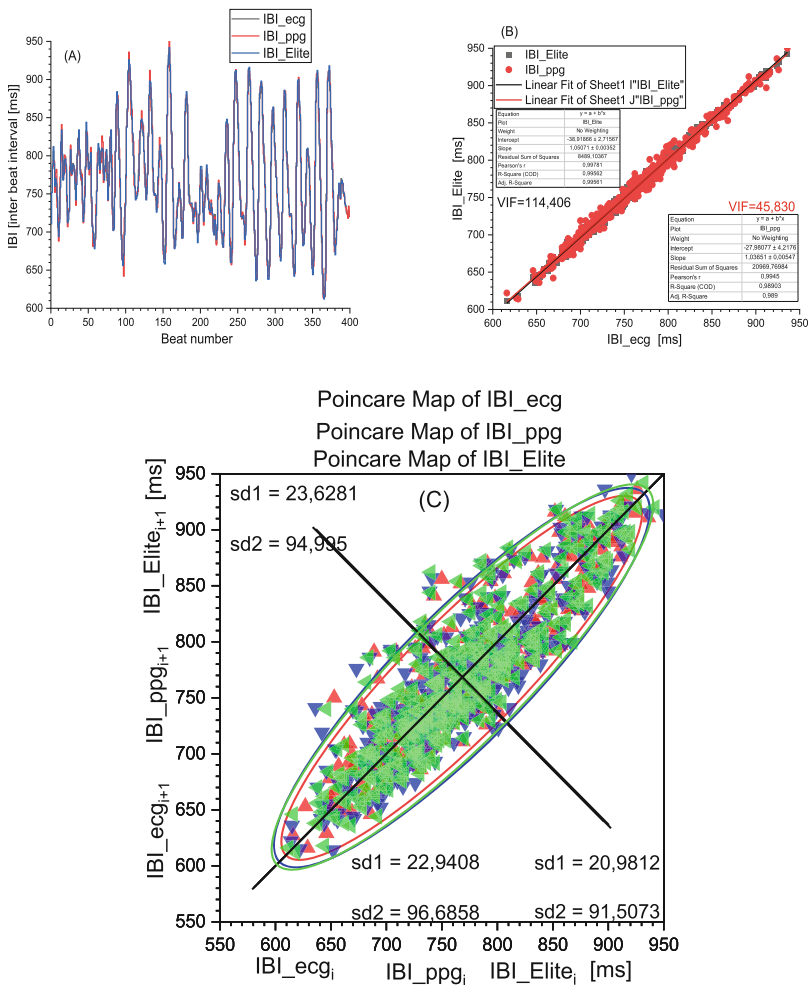 IBI_ecg
IBI_ppg
IBI_Elite
(A)
IBI [inter beat interval [ms]]
950
900
850
800
750
700
650
600
0 50 100 150 200 250 300 350 400
Beat number
(B)
IBI_Elite
IBI_ppg
Linear Fit of Sheet1 I"IBI_Elite"
Linear Fit of Sheet1 J"IBI_ppg"
Equation y = a + b*x
Plot IBI_Elite
Weight No Weighting
Intercept -38,91866 ± 2,71567
Slope 1,05071 ± 0,00352
Residual Sum of Squares 8489,10367
Pearson's r 0,99781
R-Square (COD) 0,99562
Adj. R-Square 0,99561
VIF=114,406
VIF=45,830
Equation y = a + b*x
Plot IBI_ppg
Weight No Weighting
Intercept -27,98077 ± 4,2176
Slope 1,03651 ± 0,00547
Residual Sum of Squares 20969,76984
Pearson's r 0,9945
R-Square (COD) 0,98903
Adj. R-Square 0,989
IBI_Elite [ms]
950
900
850
800
750
700
650
600
600 650 700 750 800 850 900 950
IBI_ecg [ms]
Poincare Map of IBI_ecg
Poincare Map of IBI_ppg
Poincare Map of IBI_Elite
(C)
sd1 = 23,6281
sd2 = 94,995
IBI_ecg i+1 IBI_ppg i+1 IBI_Elite i+1 [ms]
950
900
850
800
750
700
650
600
550
sd1 = 22,9408 sd1 = 20,9812
sd2 = 96,6858 sd2 = 91,5073
550 600 650 700 750 800 850 900 950
IBI_ecg i IBI_ppg i IBI_Elite i [ms]